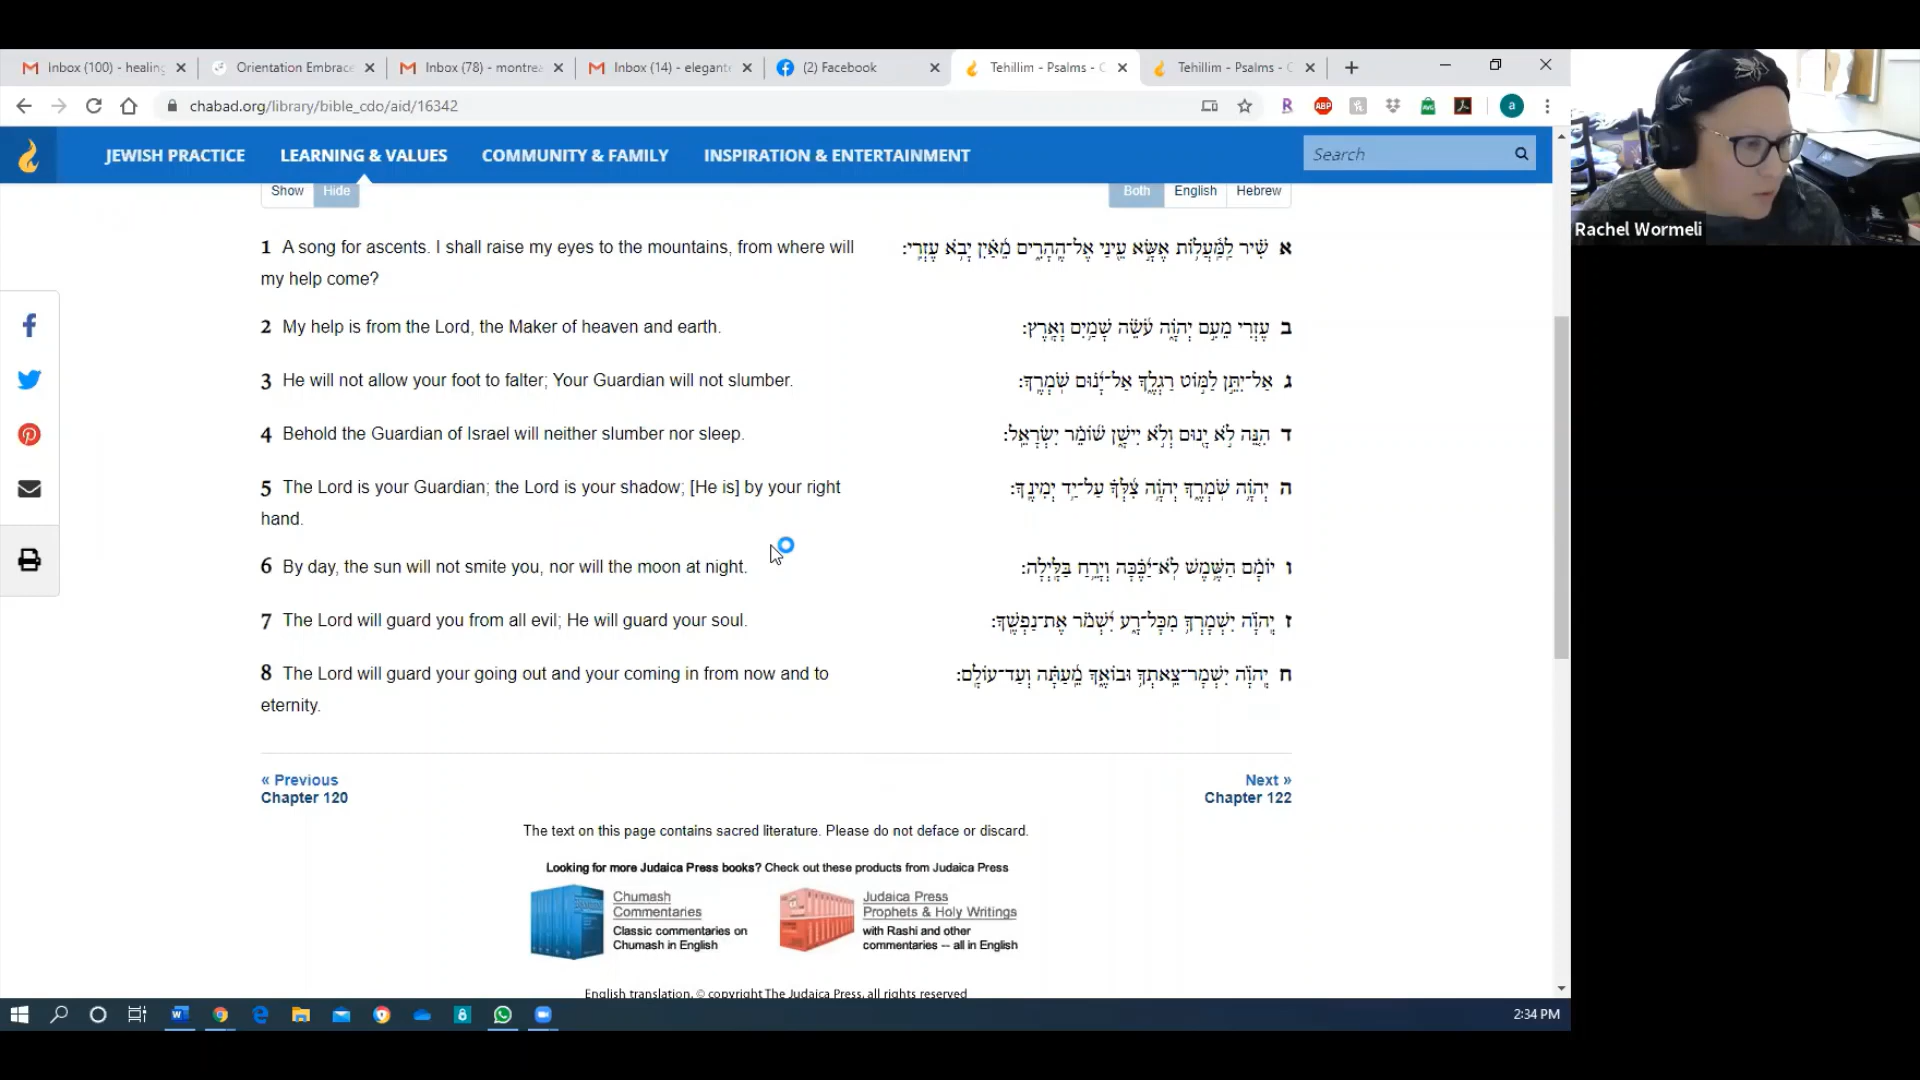 Inbox (100) - healing
Orientation Embrace
Inbox (78) - montrea
Inbox (14) - elegante
(2) Facebook
Tehillim - Psalms - C
Tehillim - Psalms - C
chabad.org/library/bible_cdo/aid/16342
JEWISH PRACTICE
LEARNING & VALUES
COMMUNITY & FAMILY
INSPIRATION & ENTERTAINMENT
Search
Rachel Wormeli
Show Hide
Both English Hebrew
1 A song for ascents. I shall raise my eyes to the mountains, from where will
my help come?
א שִׁ֗יר לַֽמַּ֫עֲל֥וֹת אֶשָּׂ֣א עֵ֖ינַי אֶל־הֶֽהָרִ֑ים מֵ֜אַ֗יִן יָבֹ֥א עֶזְרִֽי:
2 My help is from the Lord, the Maker of heaven and earth.
ב עֶזְרִי מֵעִ֣ם יְהֹוָ֑ה עֹ֜שֵׂ֗ה שָׁמַ֥יִם וָאָֽרֶץ:
3 He will not allow your foot to falter; Your Guardian will not slumber.
ג אַל־יִתֵּ֣ן לַמּ֣וֹט רַגְלֶ֑ךָ אַל־יָ֜נ֗וּם שֹֽׁמְרֶֽךָ:
4 Behold the Guardian of Israel will neither slumber nor sleep.
ד הִנֵּ֣ה לֹ֣א יָ֖נוּם וְלֹ֣א יִישָׁ֑ן שׁ֜וֹמֵ֗ר יִשְׂרָאֵֽל:
5 The Lord is your Guardian; the Lord is your shadow; [He is] by your right
hand.
ה יְהֹוָ֥ה שֹֽׁמְרֶ֑ךָ יְהֹוָ֥ה צִ֜לְּךָ֗ עַל־יַ֥ד יְמִינֶֽךָ:
6 By day, the sun will not smite you, nor will the moon at night.
ו יוֹמָ֗ם הַשֶּׁ֥מֶשׁ לֹֽא־יַ֜כֶּ֗כָּה וְיָרֵ֥חַ בַּלָּֽיְלָה:
7 The Lord will guard you from all evil; He will guard your soul.
ז יְֽהֹוָ֗ה יִשְׁמָרְךָ֥ מִכָּל־רָ֑ע יִ֜שְׁמֹ֗ר אֶת־נַפְשֶֽׁךָ:
8 The Lord will guard your going out and your coming in from now and to
eternity.
ח יְֽהֹוָ֗ה יִשְׁמָר־צֵֽאתְךָ֥ וּבוֹאֶ֑ךָ מֵ֜עַתָּ֗ה וְעַד־עוֹלָֽם:
« Previous
Chapter 120
Next »
Chapter 122
The text on this page contains sacred literature. Please do not deface or discard.
Looking for more Judaica Press books? Check out these products from Judaica Press
Chumash
Commentaries
Classic commentaries on
Chumash in English
Judaica Press
Prophets & Holy Writings
with Rashi and other
commentaries -- all in English
English translation, © copyright The Judaica Press, all rights reserved
2:34 PM